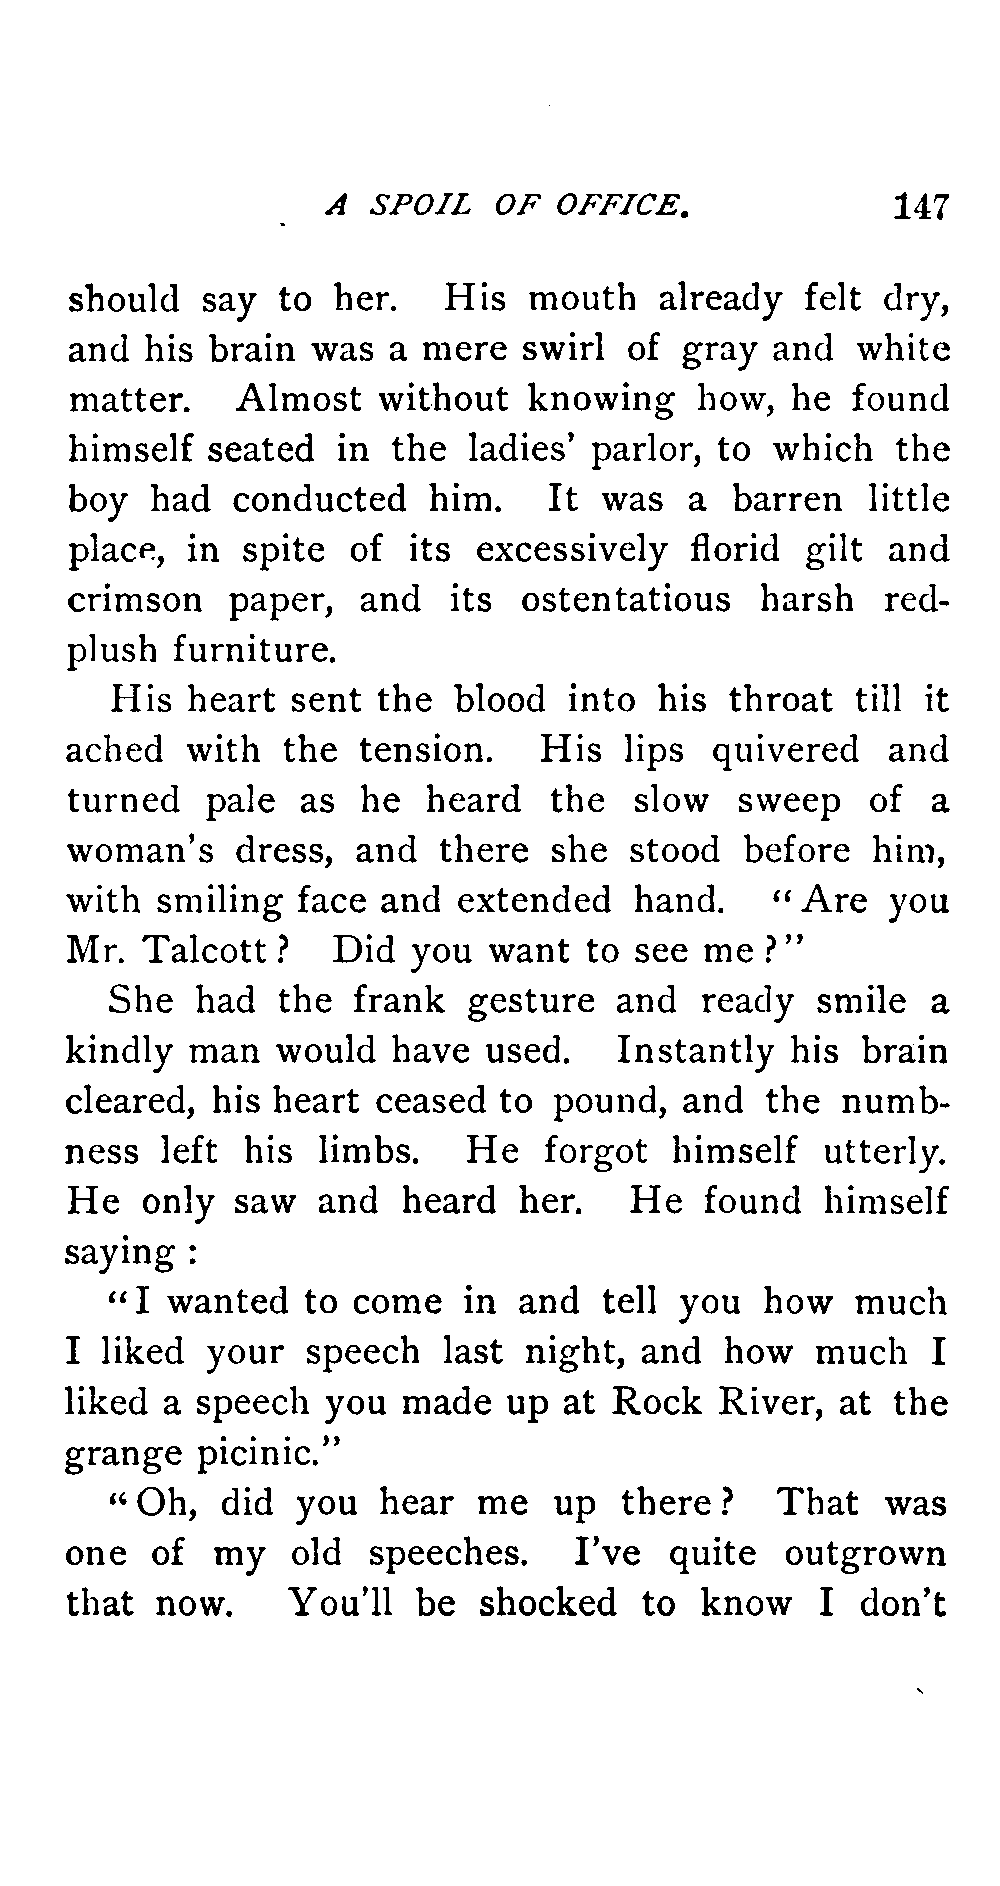 A SPOIL OF OFFICE. 147
should say to her. His mouth already felt dry,
and his brain was a mere swirl of gray and white
matter. Almost without knowing how, he found
himself seated in the ladies' parlor, to which the
boy had conducted him. It was a barren little
place, in spite of its excessively florid gilt and
crimson paper, and its ostentatious harsh red-
plush furniture.
His heart sent the blood into his throat till it
ached with the tension. His lips quivered and
turned pale as he heard the slow sweep of a
woman's dress, and there she stood before him,
with smiling face and extended hand. "Are you
Mr. Talcott? Did you want to see me?"
She had the frank gesture and ready smile a
kindly man would have used. Instantly his brain
cleared, his heart ceased to pound, and the numb-
ness left his limbs. He forgot himself utterly.
He only saw and heard her. He found himself
saying:
"I wanted to come in and tell you how much
I liked your speech last night, and how much I
liked a speech you made up at Rock River, at the
grange picinic."
"Oh, did you hear me up there? That was
one of my old speeches. I've quite outgrown
that now. You'll be shocked to know I don't